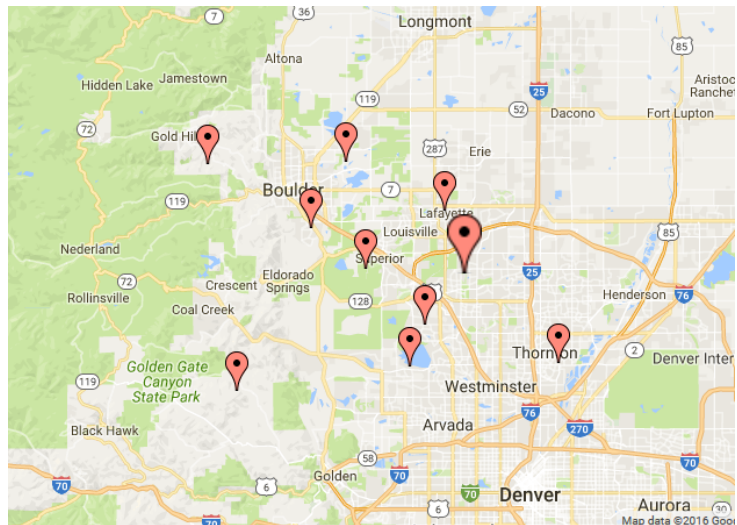 36
Longmont
85
Altona
Jamestown
Hidden Lake
25
Aristoc
Ranchet
119
52
Dacono
Fort Lupton
72
Gold Hil
287
Erie
Boulder
7
119
Lafayette
Louisville
85
Nederland
Superior
Eldorado
Springs
25
72
Crescent
Rollinsville
Coal Creek
128
Henderson
76
Thornton
2
Denver Inter
Golden Gate
Canyon
State Park
119
Westminster
76
Black Hawk
Arvada
270
58
70
Golden
70
70
6
70
Denver
6
Aurora
30
Map data ©2016 Goo